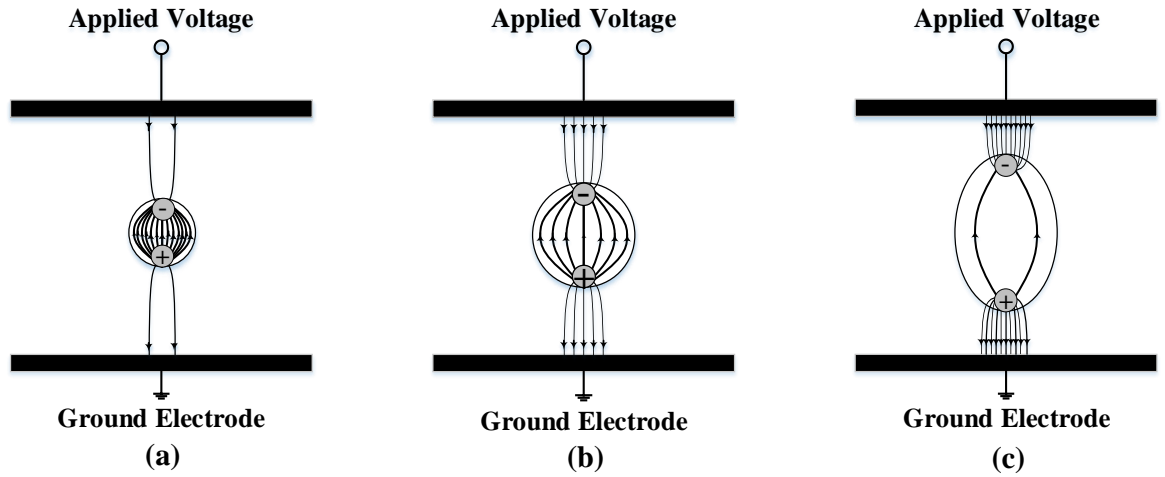 Applied Voltage
-
+
Ground Electrode
(a)
Applied Voltage
-
+
Ground Electrode
(b)
Applied Voltage
-
+
Ground Electrode
(c)